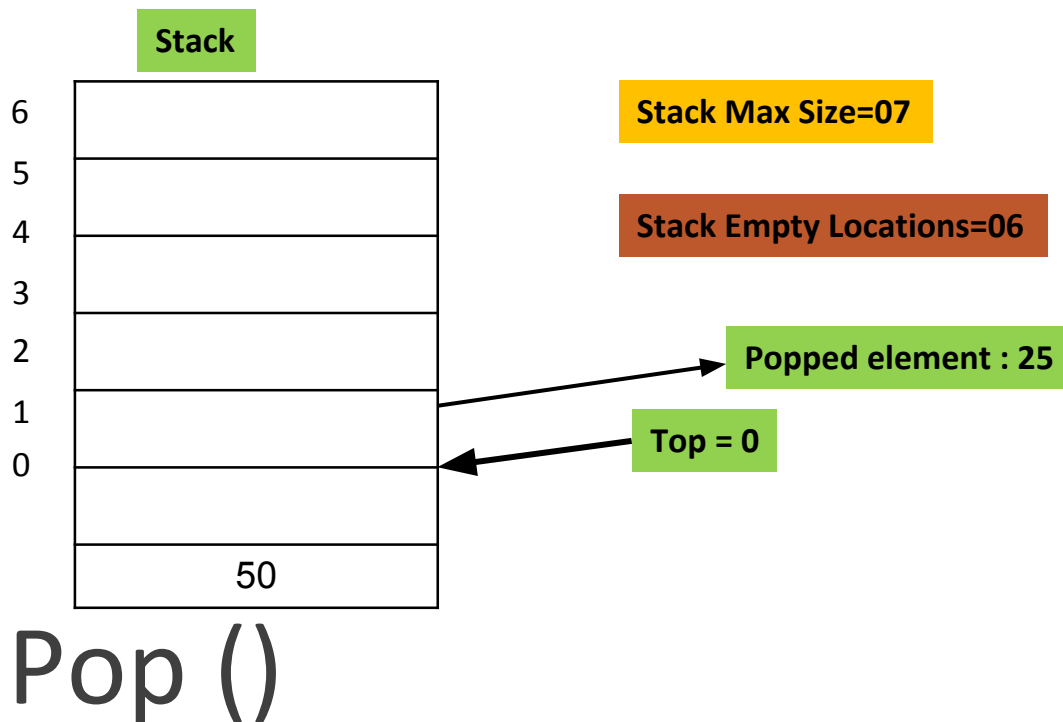 Stack
6
Stack Max Size=07
5
4
Stack Empty Locations=06
3
2
Popped element : 25
1
Top = 0
0
50
Pop ()